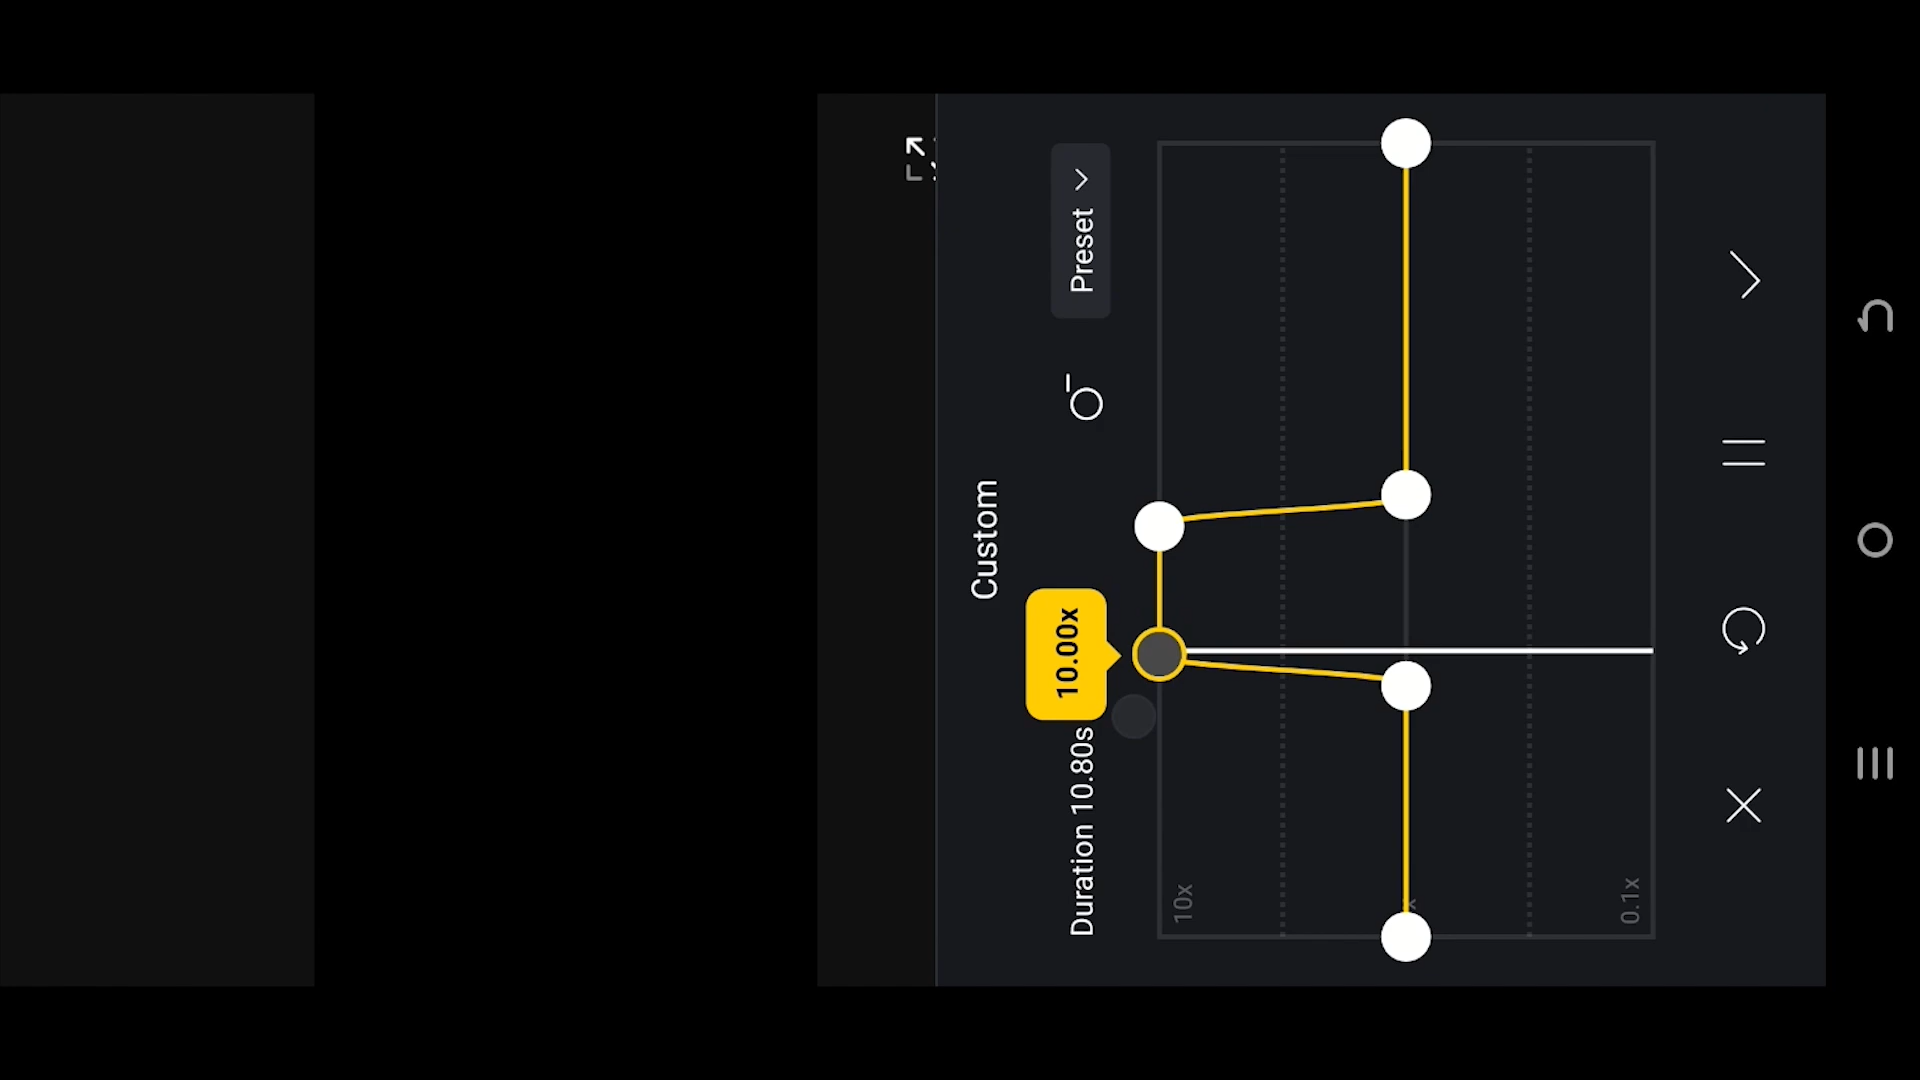 Custom
Duration 10.80s
10.00x
Preset
10x
0.1x